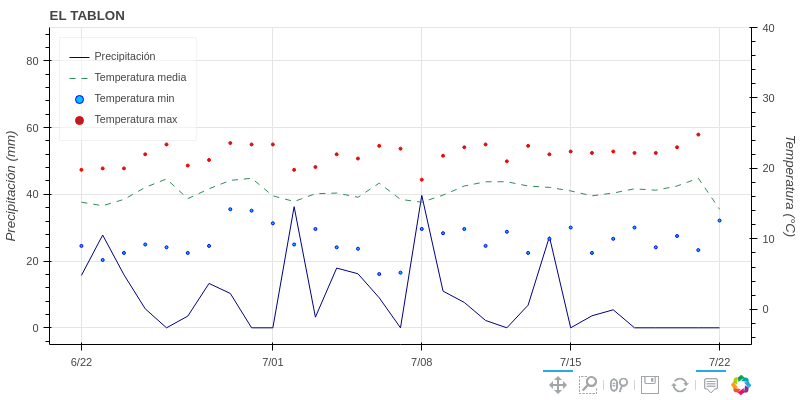 EL TABLON
Precipitación
Temperatura media
Temperatura min
Temperatura max
Precipitación (mm)
80
60
40
20
0
Temperatura (°C)
40
30
20
10
0
6/22
7/01
7/08
7/15
7/22